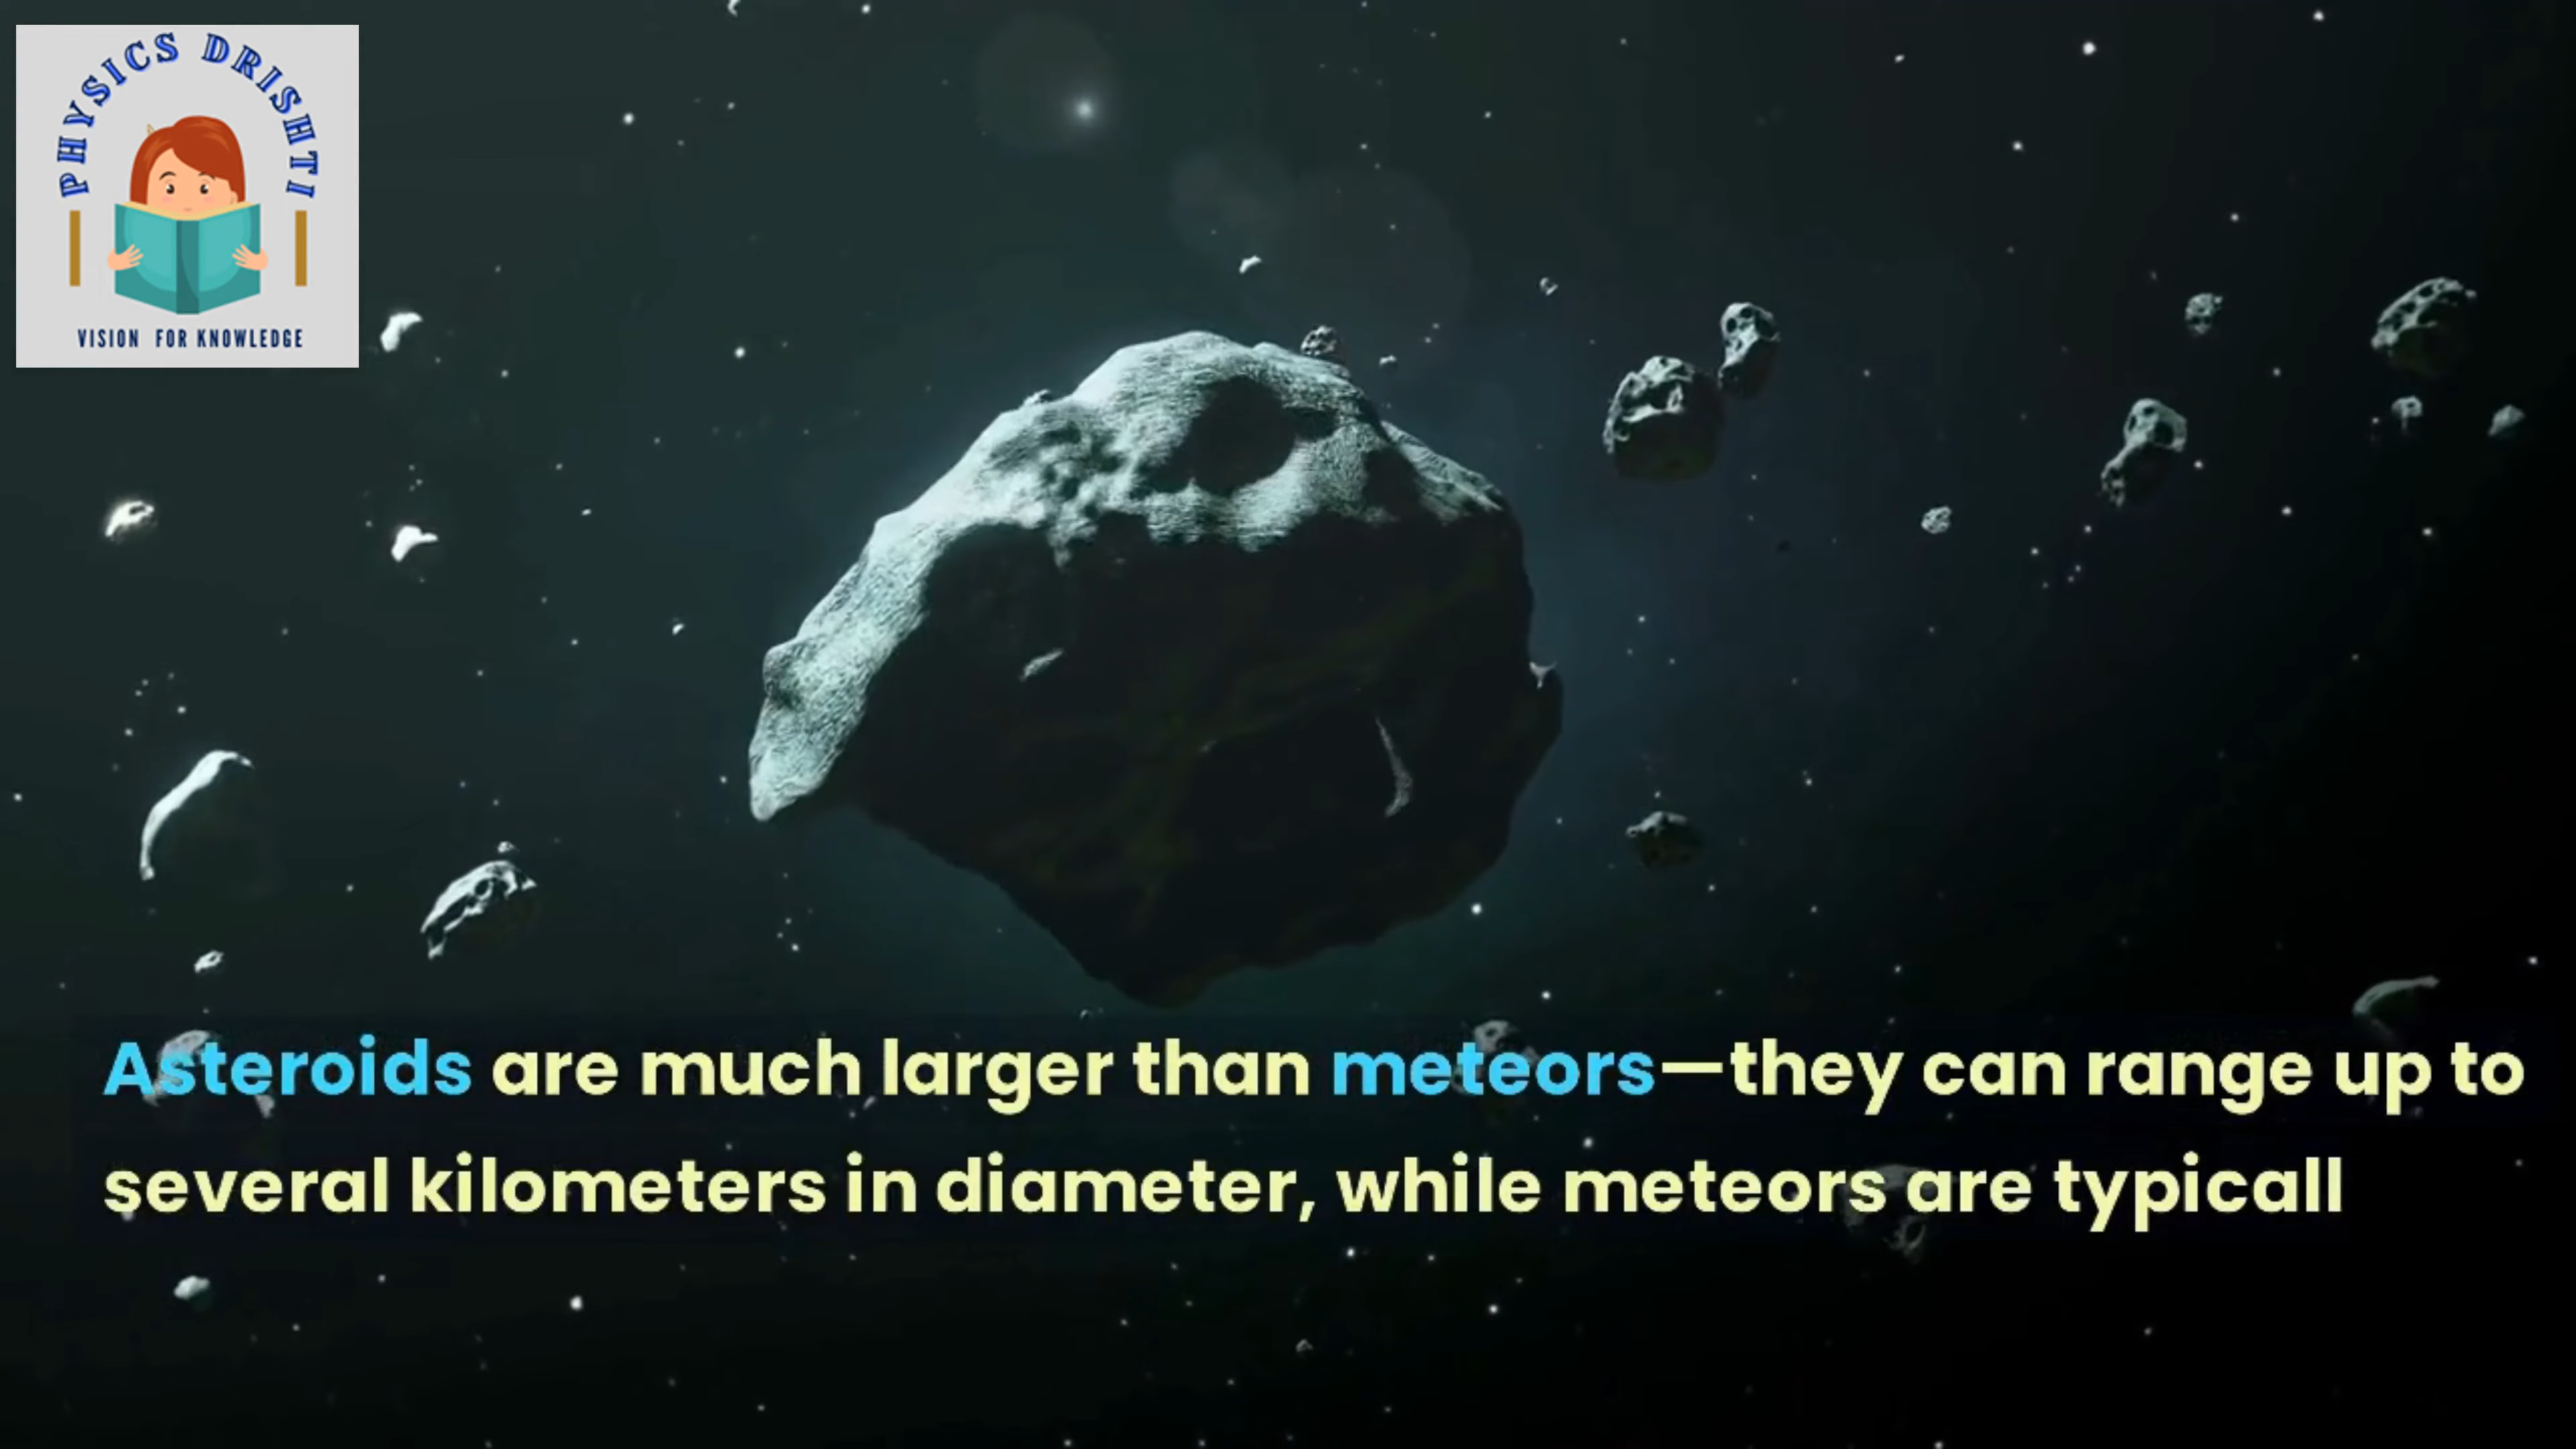 PHYSICS DRISHTI
VISION FOR KNOWLEDGE
Asteroids are much larger than meteors—they can range up to
several kilometers in diameter, while meteors are typicall